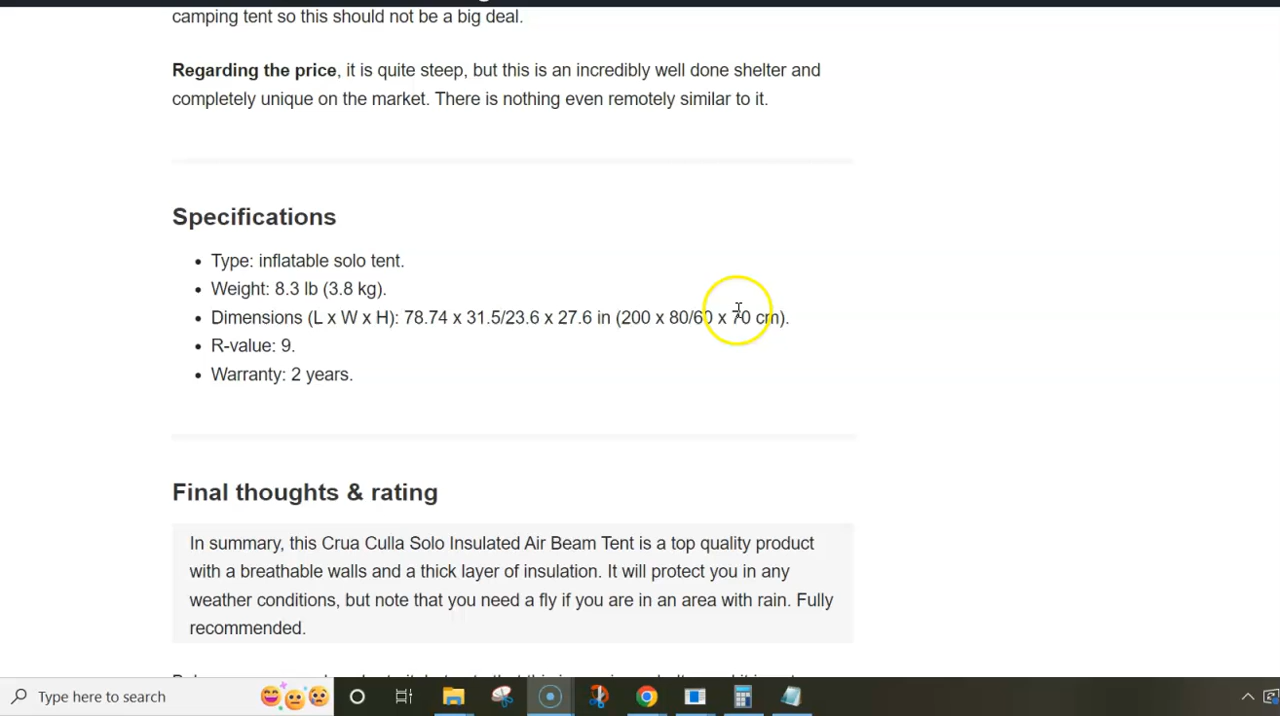 camping tent so this should not be a big deal.
Regarding the price, it is quite steep, but this is an incredibly well done shelter and
completely unique on the market. There is nothing even remotely similar to it.
Specifications
• Type: inflatable solo tent.
• Weight: 8.3 lb (3.8 kg).
• Dimensions (L x W x H): 78.74 x 31.5/23.6 x 27.6 in (200 x 80/60 x 70 cm).
• R-value: 9.
• Warranty: 2 years.
Final thoughts & rating
In summary, this Crua Culla Solo Insulated Air Beam Tent is a top quality product
with a breathable walls and a thick layer of insulation. It will protect you in any
weather conditions, but note that you need a fly if you are in an area with rain. Fully
recommended.
Type here to search